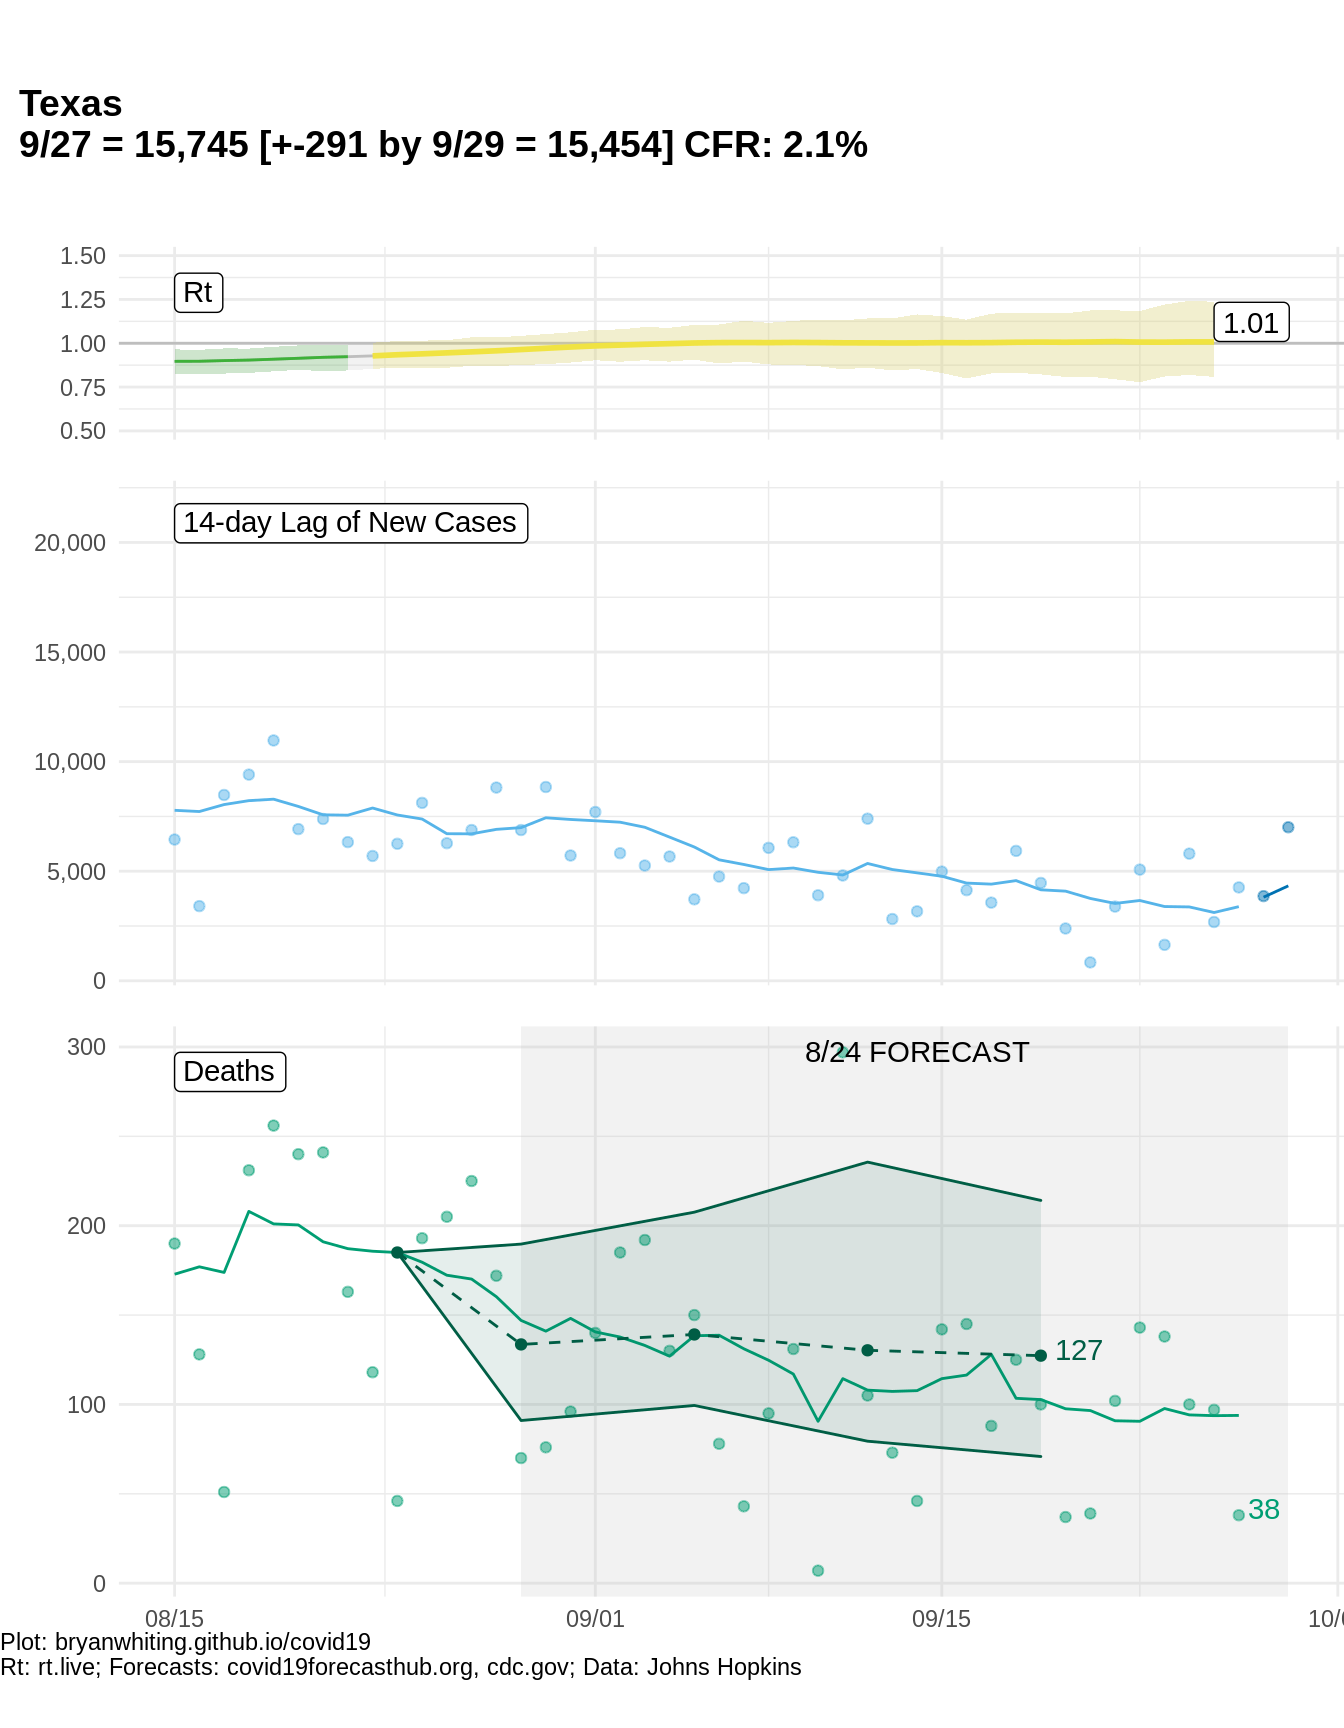 Texas
9/27 = 15,745 [+-291 by 9/29 = 15,454] CFR: 2.1%
1.50
1.25
1.00
0.75
0.50
Rt
1.01
14-day Lag of New Cases
20,000
15,000
10,000
5,000
0
8/24 FORECAST
Deaths
300
200
100
0
127
38
08/15
09/01
09/15
10/0
Plot: bryanwhiting.github.io/covid19
Rt: rt.live; Forecasts: covid19forecasthub.org, cdc.gov; Data: Johns Hopkins